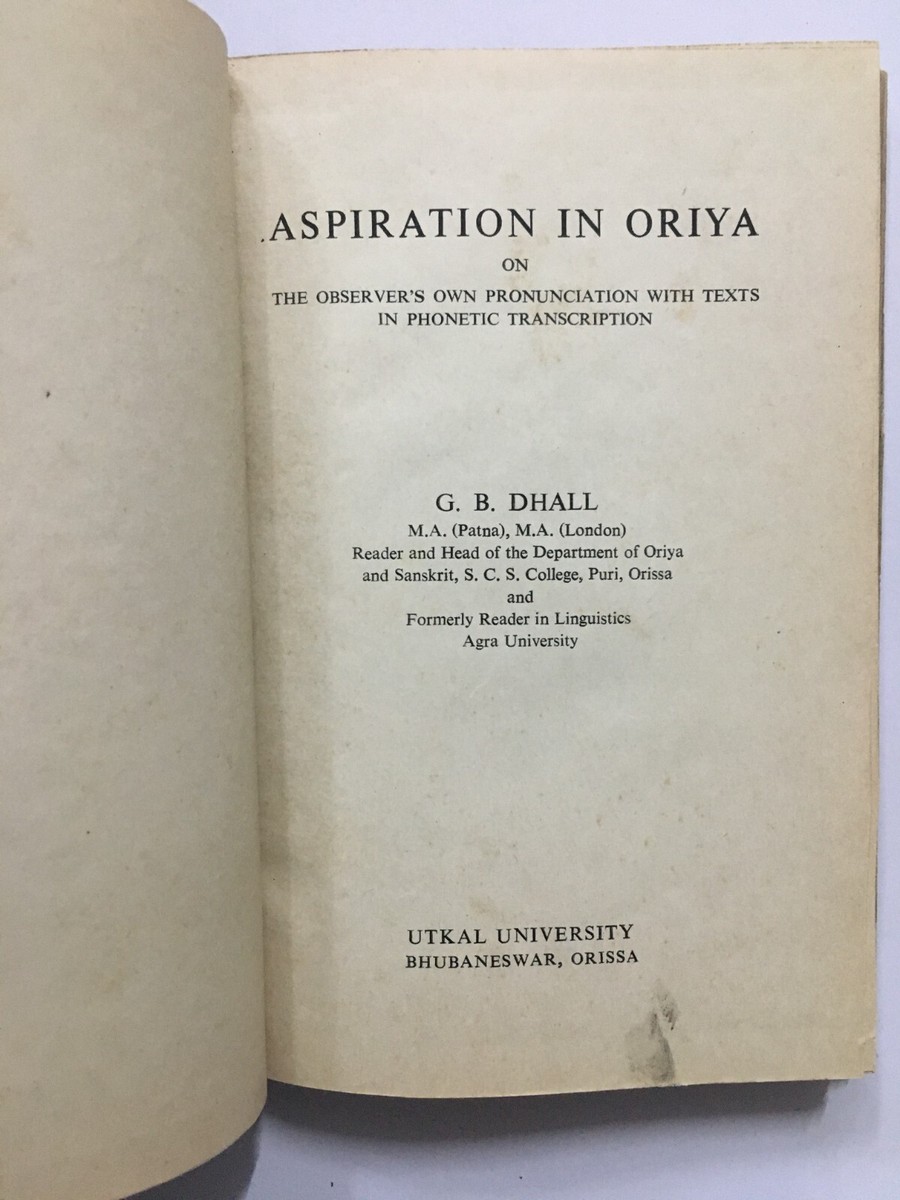 ASPIRATION IN ORIYA
ON
THE OBSERVER'S OWN PRONUNCIATION WITH TEXTS
IN PHONETIC TRANSCRIPTION
G. B. DHALL
M.A. (Patna), M.A. (London)
Reader and Head of the Department of Oriya
and Sanskrit, S. C. S. College, Puri, Orissa
and
Formerly Reader in Linguistics
Agra University
UTKAL UNIVERSITY
BHUBANESWAR, ORISSA